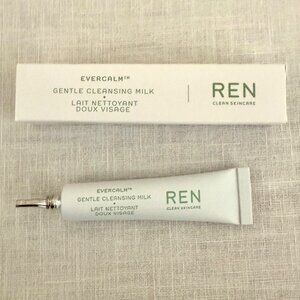 EVERCALM™
GENTLE CLEANSING MILK
•
LAIT NETTOYANT
DOUX VISAGE
REN
CLEAN SKINCARE
EVERCALM™
GENTLE CLEANSING MILK
•
LAIT NETTOYANT
DOUX VISAGE
REN
CLEAN SKINCARE